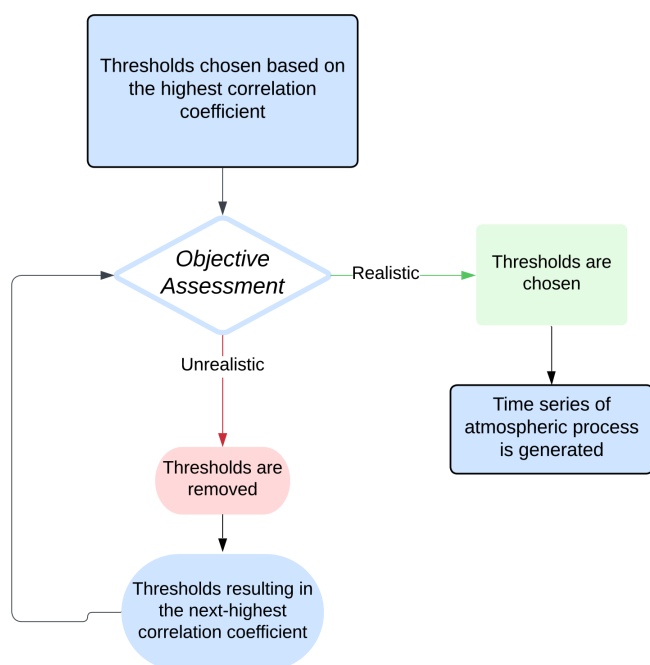 Thresholds chosen based on
the highest correlation
coefficient
Objective
Assessment
Realistic
Thresholds are
chosen
Unrealistic
Time series of
atmospheric process
is generated
Thresholds are
removed
Thresholds resulting in
the next-highest
correlation coefficient